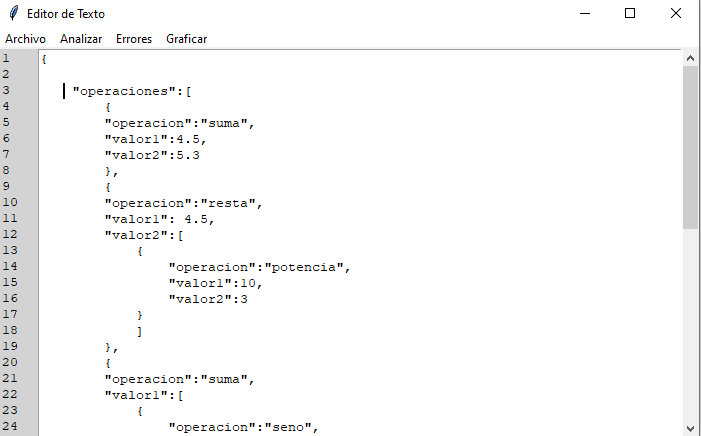 Editor de Texto
Archivo Analizar Errores Graficar
1 {
2
3 "operaciones":[
4 {
5 "operacion":"suma",
6 "valor1":4.5,
7 "valor2":5.3
8 },
9 {
10 "operacion":"resta",
11 "valor1": 4.5,
12 "valor2":[
13 {
14 "operacion":"potencia",
15 "valor1":10,
16 "valor2":3
17 }
18 ]
19 },
20 {
21 "operacion":"suma",
22 "valor1":[
23 {
24 "operacion":"seno",